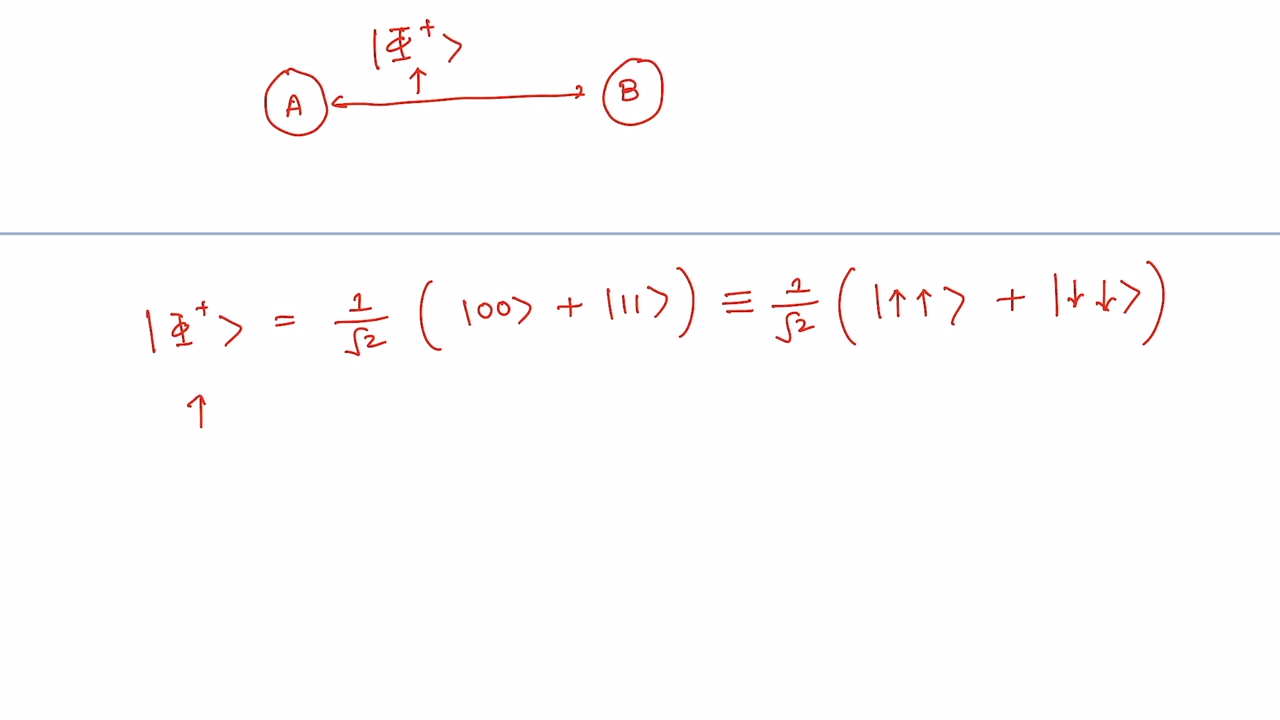 |Φ⁺⟩
↑
A ⟷ B
|Φ⁺⟩ = 1/√2 ( |00⟩ + |11⟩ ) ≡ 1/√2 ( |↑↑⟩ + |↓↓⟩ )
↑